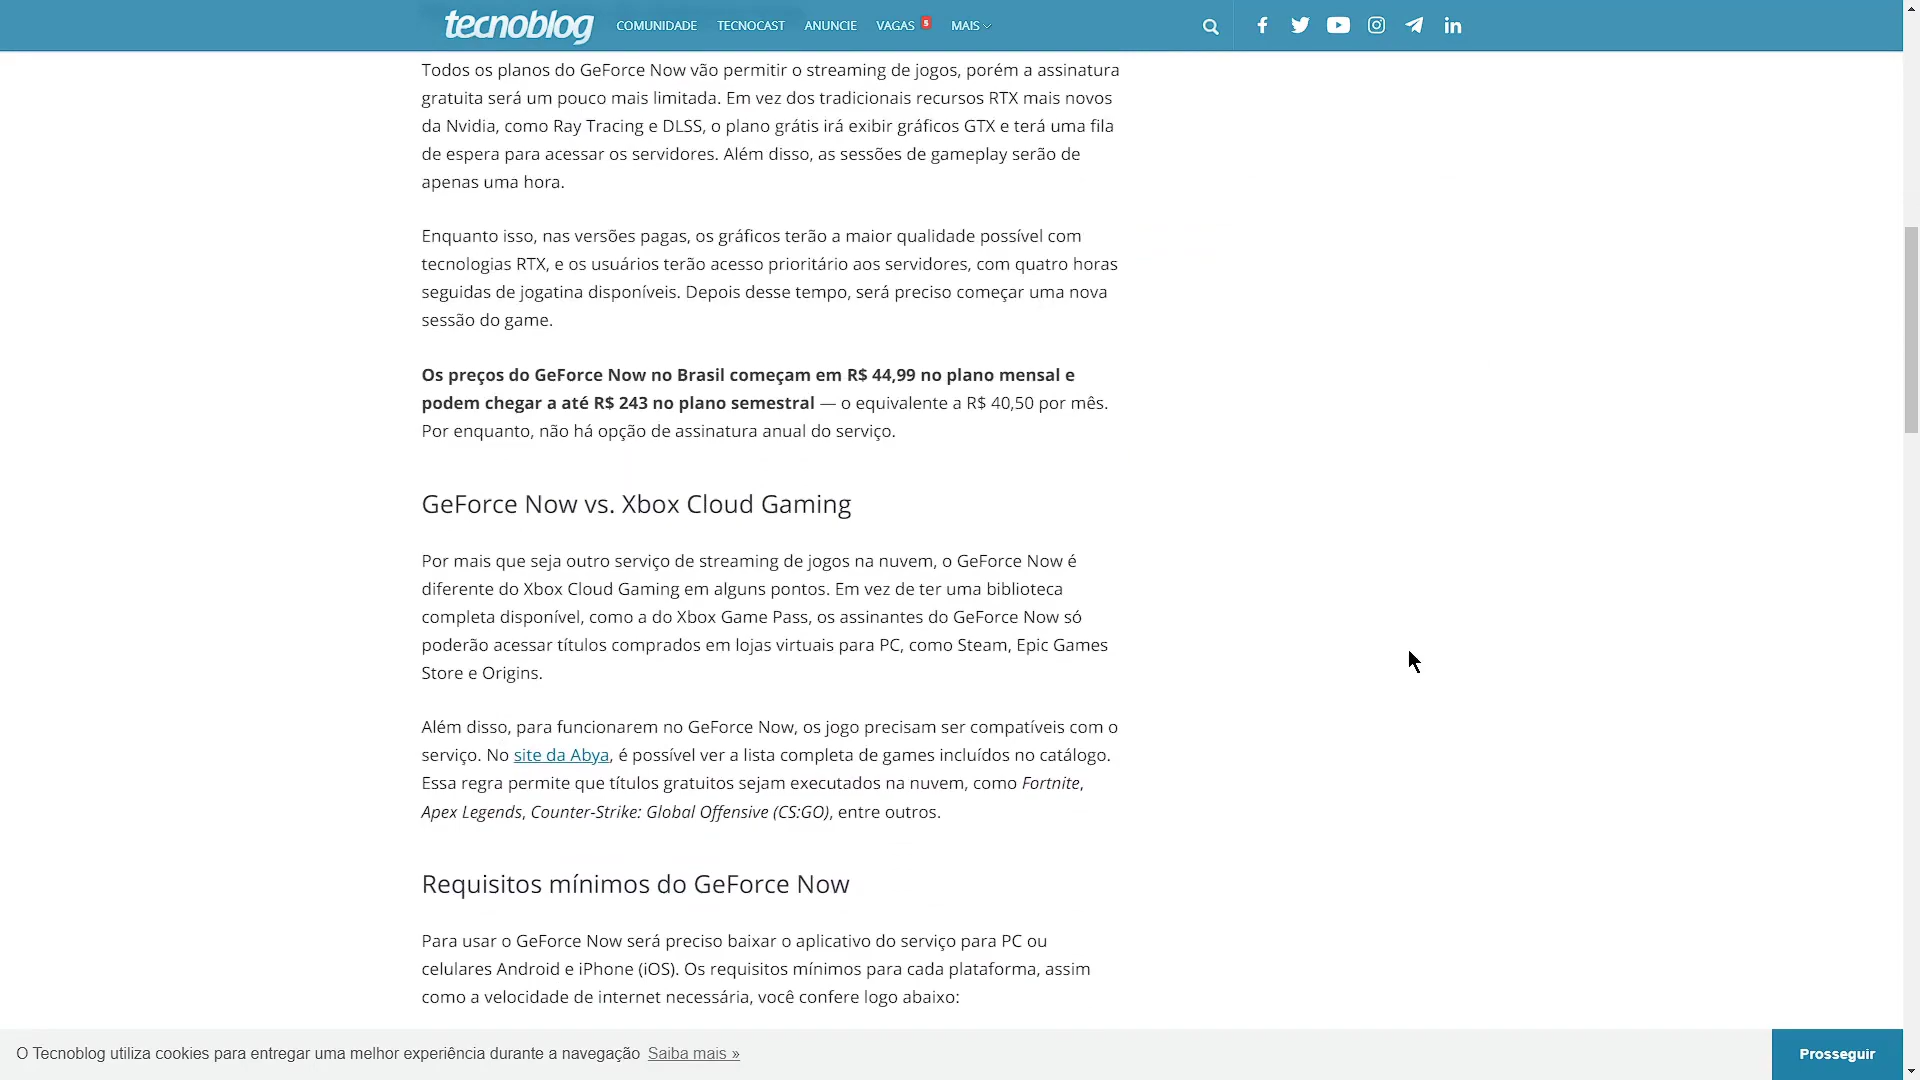 tecnoblog COMUNIDADE TECNOCAST ANUNCIE VAGAS 5 MAIS
Todos os planos do GeForce Now vão permitir o streaming de jogos, porém a assinatura
gratuita será um pouco mais limitada. Em vez dos tradicionais recursos RTX mais novos
da Nvidia, como Ray Tracing e DLSS, o plano grátis irá exibir gráficos GTX e terá uma fila
de espera para acessar os servidores. Além disso, as sessões de gameplay serão de
apenas uma hora.
Enquanto isso, nas versões pagas, os gráficos terão a maior qualidade possível com
tecnologias RTX, e os usuários terão acesso prioritário aos servidores, com quatro horas
seguidas de jogatina disponíveis. Depois desse tempo, será preciso começar uma nova
sessão do game.
Os preços do GeForce Now no Brasil começam em R$ 44,99 no plano mensal e
podem chegar a até R$ 243 no plano semestral — o equivalente a R$ 40,50 por mês.
Por enquanto, não há opção de assinatura anual do serviço.
GeForce Now vs. Xbox Cloud Gaming
Por mais que seja outro serviço de streaming de jogos na nuvem, o GeForce Now é
diferente do Xbox Cloud Gaming em alguns pontos. Em vez de ter uma biblioteca
completa disponível, como a do Xbox Game Pass, os assinantes do GeForce Now só
poderão acessar títulos comprados em lojas virtuais para PC, como Steam, Epic Games
Store e Origins.
Além disso, para funcionarem no GeForce Now, os jogo precisam ser compatíveis com o
serviço. No site da Abya, é possível ver a lista completa de games incluídos no catálogo.
Essa regra permite que títulos gratuitos sejam executados na nuvem, como Fortnite,
Apex Legends, Counter-Strike: Global Offensive (CS:GO), entre outros.
Requisitos mínimos do GeForce Now
Para usar o GeForce Now será preciso baixar o aplicativo do serviço para PC ou
celulares Android e iPhone (iOS). Os requisitos mínimos para cada plataforma, assim
como a velocidade de internet necessária, você confere logo abaixo:
O Tecnoblog utiliza cookies para entregar uma melhor experiência durante a navegação Saiba mais » Prosseguir